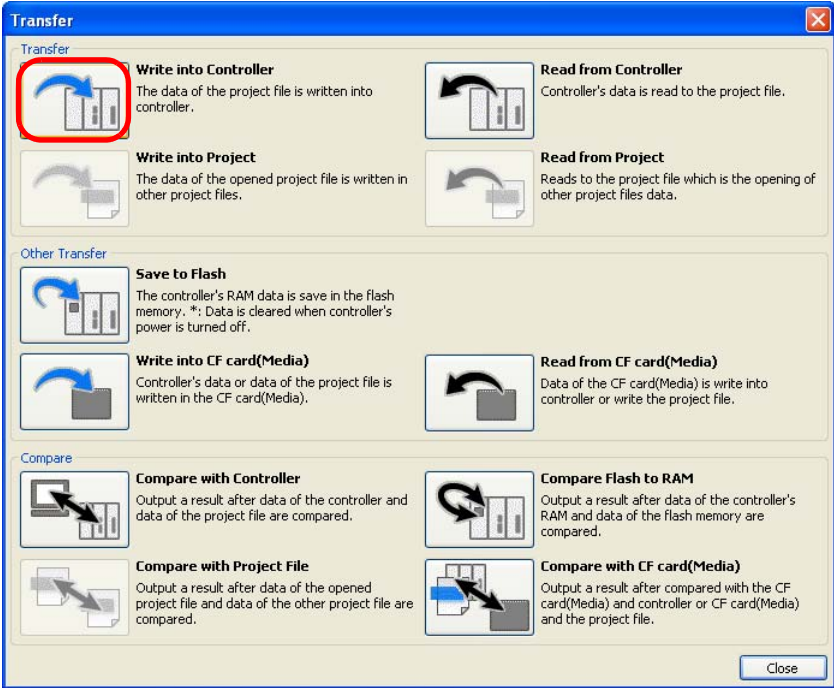 Transfer
Transfer
Write into Controller
The data of the project file is written into
controller.
Read from Controller
Controller's data is read to the project file.
Write into Project
The data of the opened project file is written in
other project files.
Read from Project
Reads to the project file which is the opening of
other project files data.
Other Transfer
Save to Flash
The controller's RAM data is save in the flash
memory. *: Data is cleared when controller's
power is turned off.
Write into CF card(Media)
Controller's data or data of the project file is
written in the CF card(Media).
Read from CF card(Media)
Data of the CF card(Media) is write into
controller or write the project file.
Compare
Compare with Controller
Output a result after data of the controller and
data of the project file are compared.
Compare Flash to RAM
Output a result after data of the controller's
RAM and data of the flash memory are
compared.
Compare with Project File
Output a result after data of the opened
project file and data of the other project file are
compared.
Compare with CF card(Media)
Output a result after compared with the CF
card(Media) and controller or CF card(Media)
and the project file.
Close